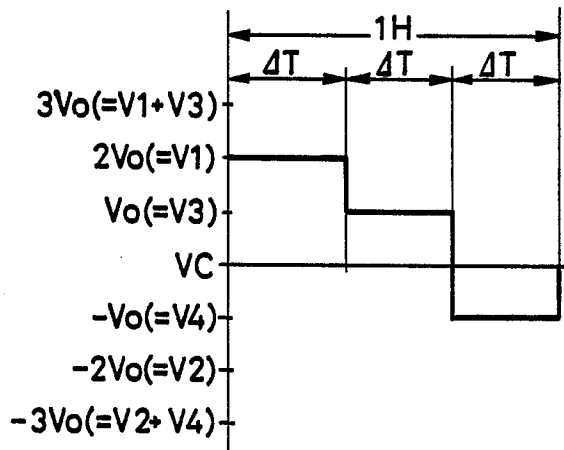 1H
ΔT ΔT ΔT
3Vo(=V1+V3)
2Vo(=V1)
Vo(=V3)
VC
-Vo(=V4)
-2Vo(=V2)
-3Vo(=V2+V4)